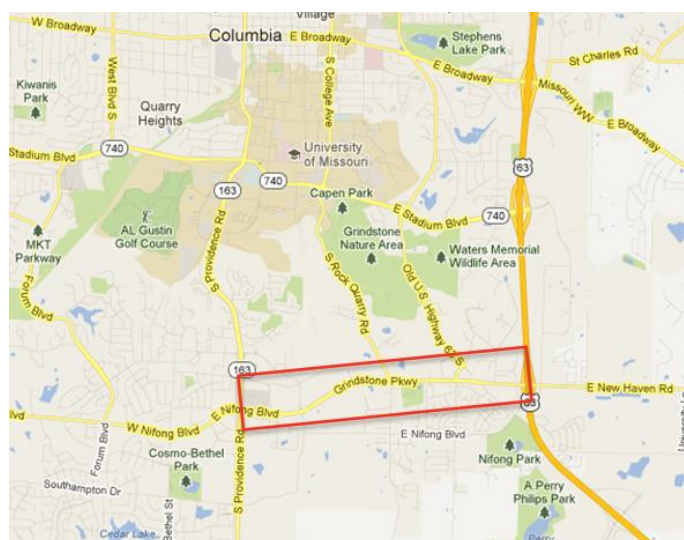 Village
W Broadway
Columbia
E Broadway
Stephens
Lake Park
St Charles Rd
E Broadway
Kiwanis
Park
West Blvd S
Quarry
Heights
S College Ave
Missouri WW
E Broadway
University
of Missouri
63
Stadium Blvd
740
163
740
Capen Park
E Stadium Blvd
740
AL Gustin
Golf Course
Grindstone
Nature Area
Waters Memorial
Wildlife Area
MKT
Parkway
Forum Blvd
S Providence Rd
S Rock Quarry Rd
Old U.S. Highway 63 S
163
Grindstone Pkwy
E New Haven Rd
63
E Nifong Blvd
W Nifong Blvd
E Nifong Blvd
Forum Blvd
S Providence Rd
Nifong Park
Cosmo-Bethel
Park
Southampton Dr
Bethel St
A Perry
Philips Park
Cedar Lake
Perry